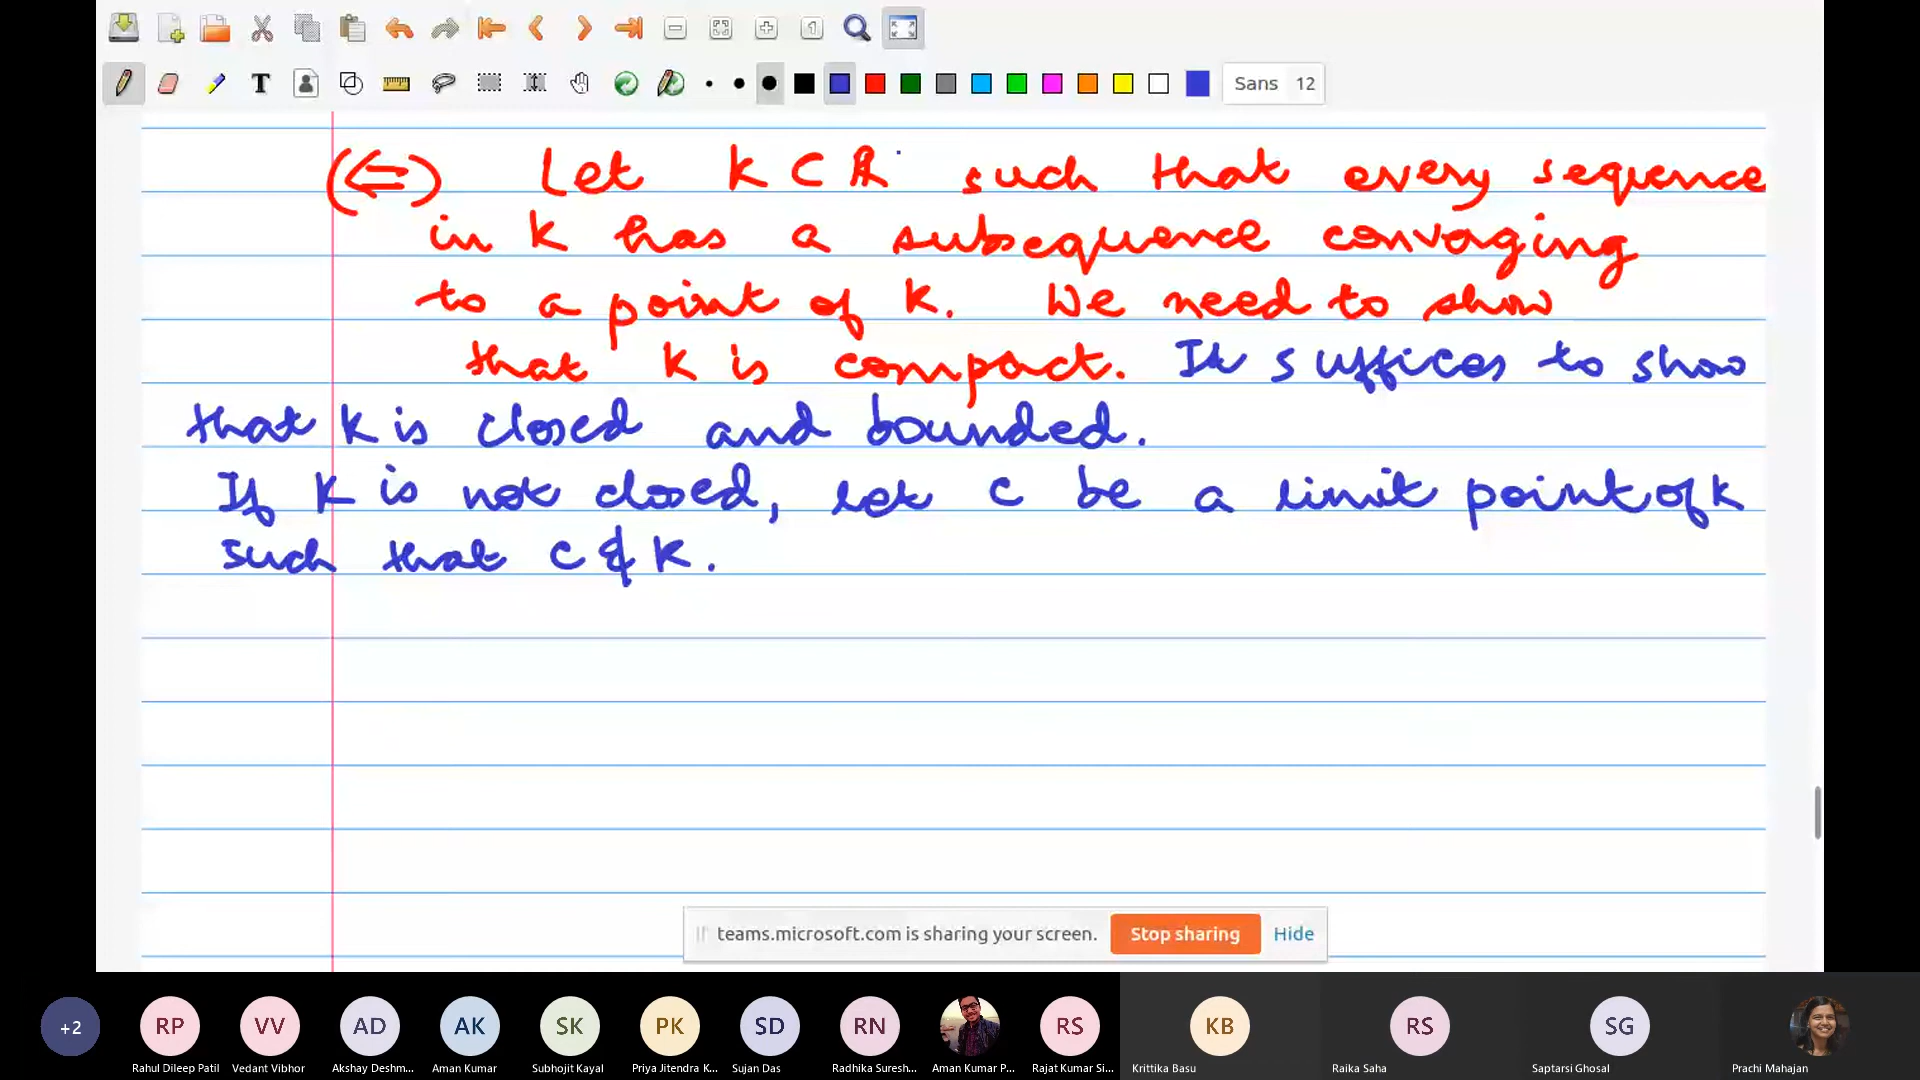 Sans 12
(⇐) Let K ⊂ ℝ such that every sequence
in K has a subsequence converging
to a point of K. We need to show
that K is compact. It suffices to show
that K is closed and bounded.
If K is not closed, let c be a limit point of K
such that c ∉ K.
teams.microsoft.com is sharing your screen. Stop sharing Hide
+2 RP VV AD AK SK PK SD RN RS KB RS SG
Rahul Dileep Patil Vedant Vibhor Akshay Deshm... Aman Kumar Subhojit Kayal Priya Jitendra K... Sujan Das Radhika Suresh... Aman Kumar P... Rajat Kumar Si... Krittika Basu Raika Saha Saptarsi Ghosal Prachi Mahajan